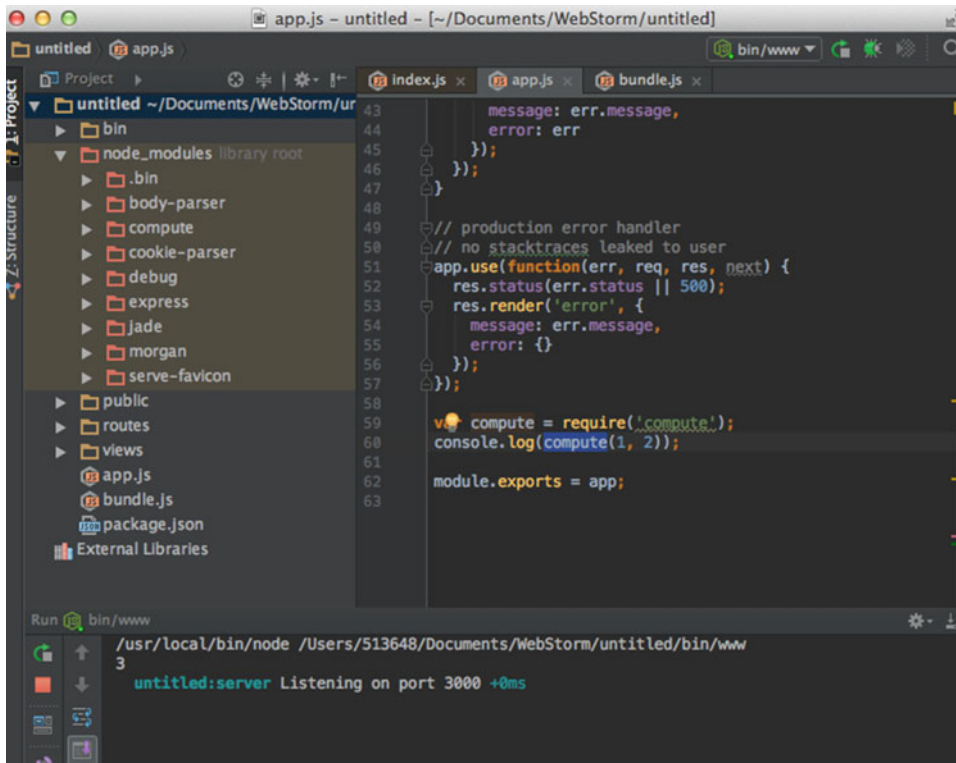 app.js – untitled – [~/Documents/WebStorm/untitled]
untitled app.js bin/www
1: Project
Z: Structure
Project
untitled ~/Documents/WebStorm/ur
bin
node_modules library root
.bin
body-parser
compute
cookie-parser
debug
express
jade
morgan
serve-favicon
public
routes
views
app.js
bundle.js
package.json
External Libraries
index.js × app.js × bundle.js ×
43 message: err.message,
44 error: err
45 });
46 });
47 }
48
49 // production error handler
50 // no stacktraces leaked to user
51 app.use(function(err, req, res, next) {
52 res.status(err.status || 500);
53 res.render('error', {
54 message: err.message,
55 error: {}
56 });
57 });
58
59 compute = require('compute');
60 console.log(compute(1, 2));
61
62 module.exports = app;
63
Run bin/www
/usr/local/bin/node /Users/513648/Documents/WebStorm/untitled/bin/www
3
untitled:server Listening on port 3000 +0ms